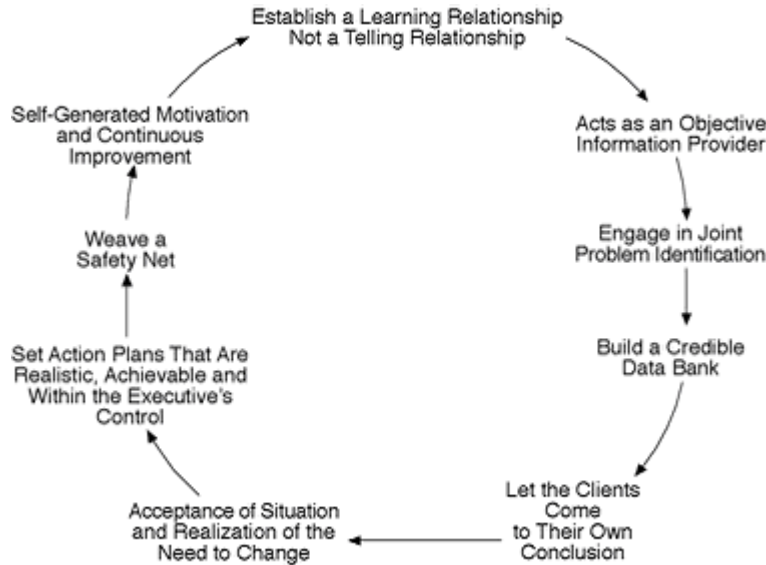 Establish a Learning Relationship
Not a Telling Relationship
Acts as an Objective
Information Provider
Engage in Joint
Problem Identification
Build a Credible
Data Bank
Let the Clients
Come
to Their Own
Conclusion
Acceptance of Situation
and Realization of the
Need to Change
Set Action Plans That Are
Realistic, Achievable and
Within the Executive's
Control
Weave a
Safety Net
Self-Generated Motivation
and Continuous
Improvement